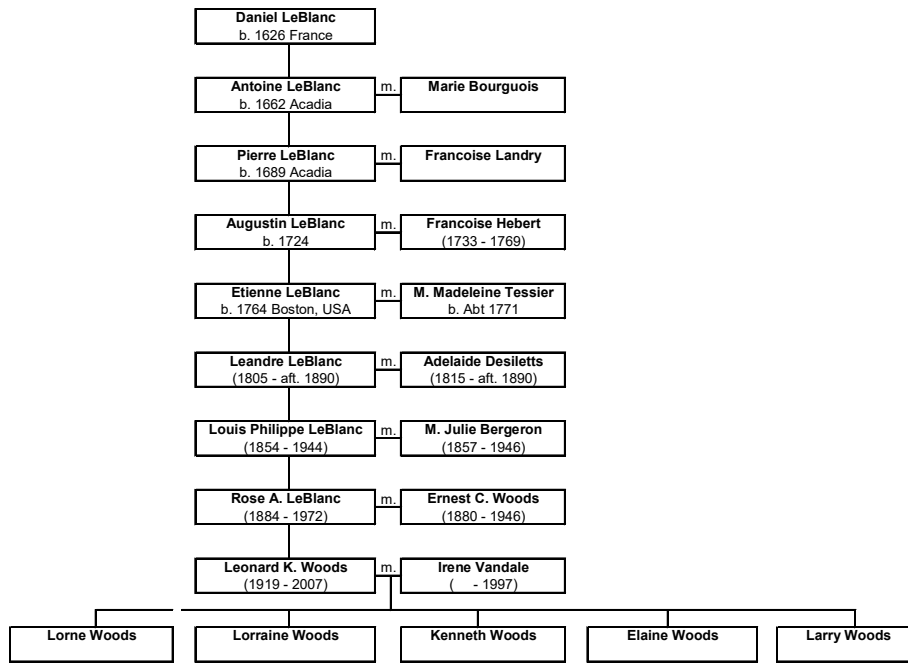 Daniel LeBlanc
b. 1626 France
Antoine LeBlanc m. Marie Bourguois
b. 1662 Acadia
Pierre LeBlanc m. Francoise Landry
b. 1689 Acadia
Augustin LeBlanc m. Francoise Hebert
b. 1724 (1733 - 1769)
Etienne LeBlanc m. M. Madeleine Tessier
b. 1764 Boston, USA b. Abt 1771
Leandre LeBlanc m. Adelaide Desiletts
(1805 - aft. 1890) (1815 - aft. 1890)
Louis Philippe LeBlanc m. M. Julie Bergeron
(1854 - 1944) (1857 - 1946)
Rose A. LeBlanc m. Ernest C. Woods
(1884 - 1972) (1880 - 1946)
Leonard K. Woods m. Irene Vandale
(1919 - 2007) ( - 1997)
Lorne Woods Lorraine Woods Kenneth Woods Elaine Woods Larry Woods